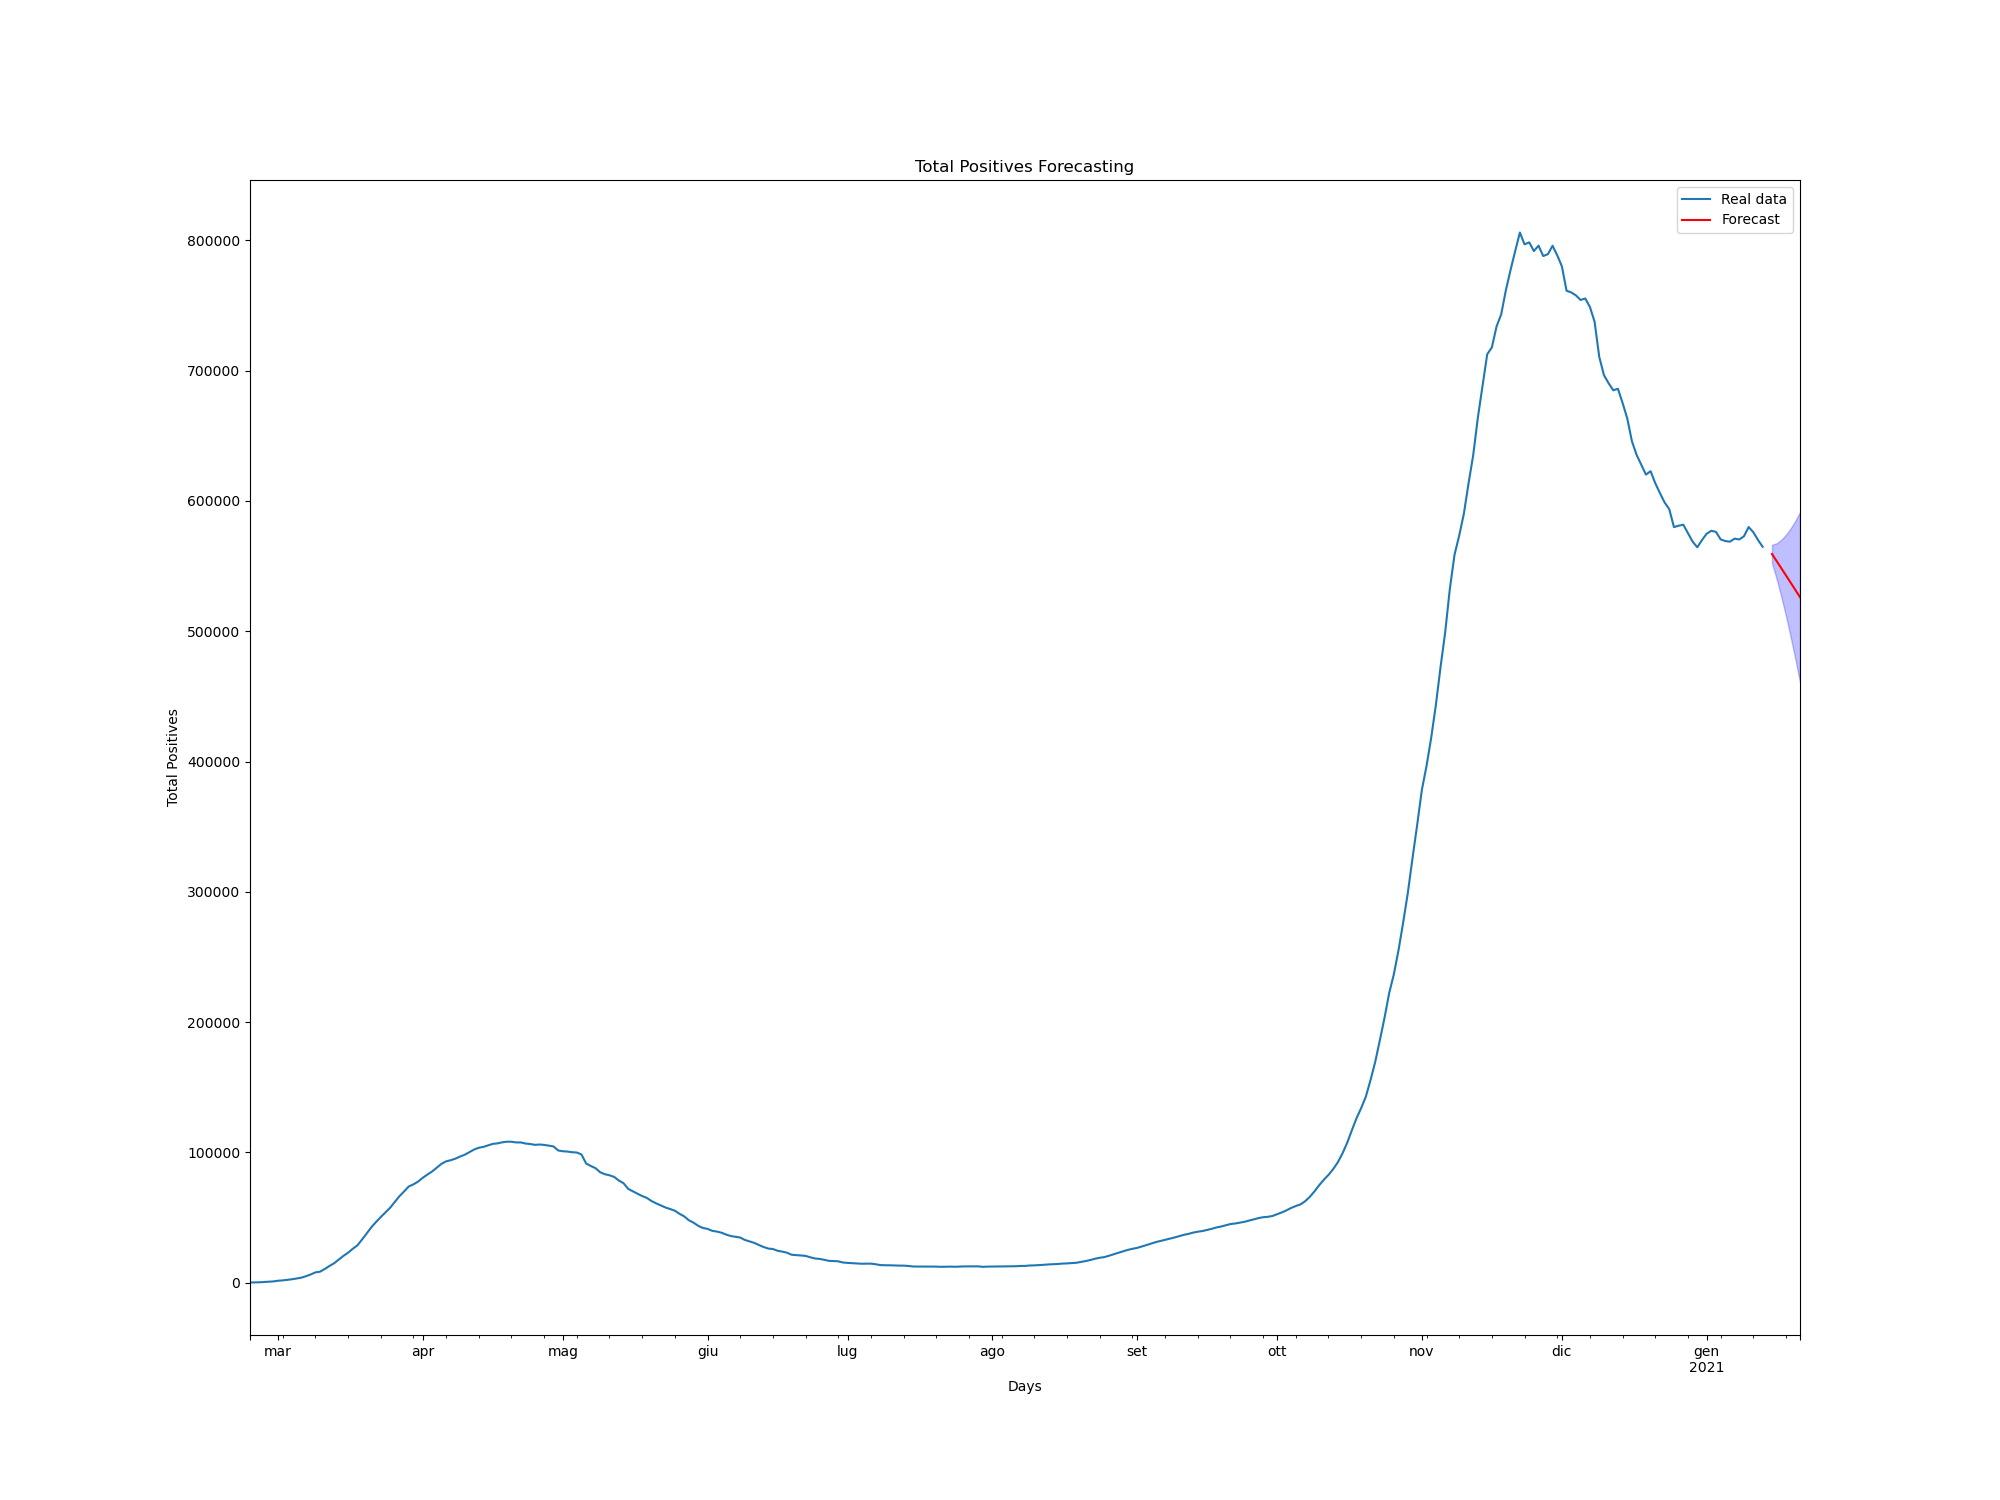 Total Positives Forecasting
Real data
Forecast
800000
700000
600000
500000
400000
300000
200000
100000
0
Total Positives
mar apr mag giu lug ago set ott nov dic gen
2021
Days